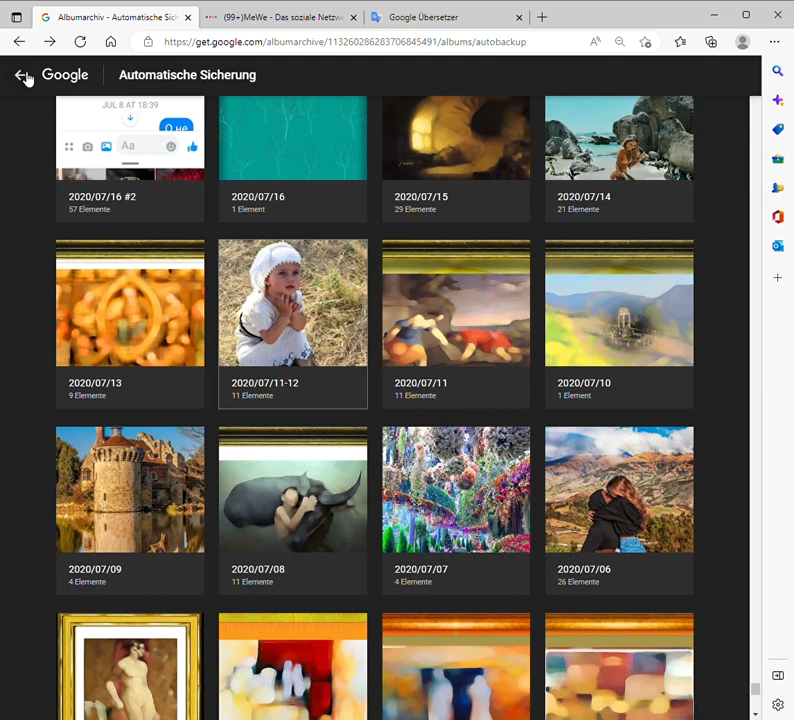 Albumarchiv - Automatische Sich
(99+)MeWe - Das soziale Netzwe
Google Übersetzer
https://get.google.com/albumarchive/113260286283706845491/albums/autobackup
Google
Automatische Sicherung
JUL 8 AT 18:39
О не
Aa
2020/07/16 #2
57 Elemente
2020/07/16
1 Element
2020/07/15
29 Elemente
2020/07/14
21 Elemente
2020/07/13
9 Elemente
2020/07/11-12
11 Elemente
2020/07/11
11 Elemente
2020/07/10
1 Element
2020/07/09
4 Elemente
2020/07/08
11 Elemente
2020/07/07
4 Elemente
2020/07/06
26 Elemente